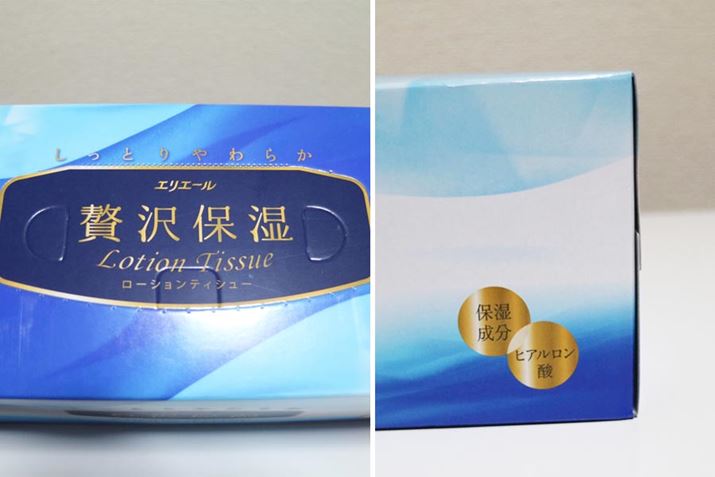 しっとりやわらか
エリエール
贅沢保湿
Lotion Tissue
ローションティシュー
保湿
成分
ヒアルロン
酸